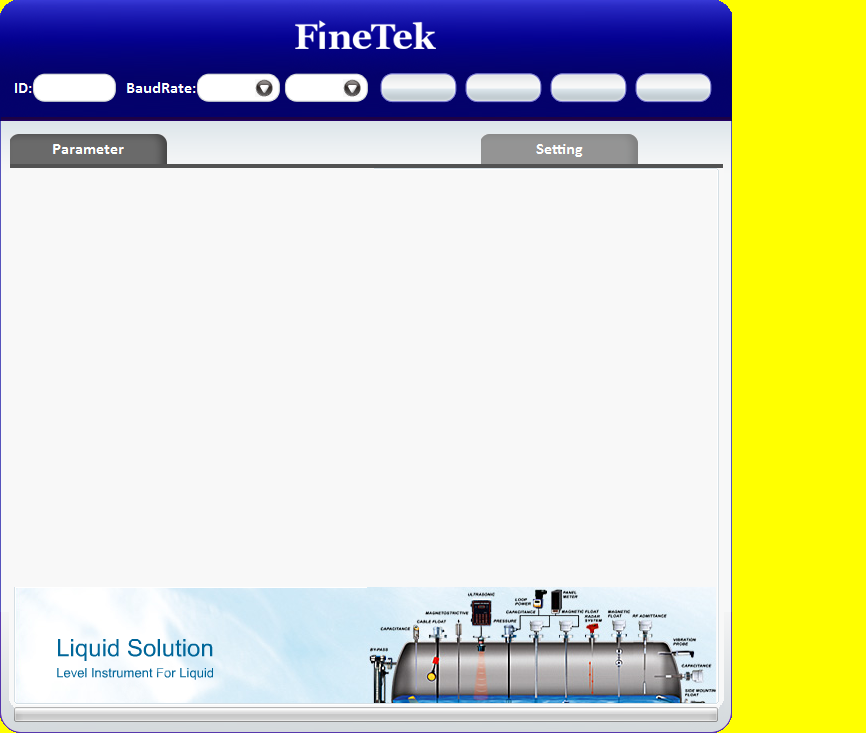 FineTek
ID:
BaudRate:
Parameter
Setting
Liquid Solution
Level Instrument For Liquid
BY-PASS
CAPACITANCE
CABLE FLOAT
MAGNETOSTRICTIVE
ULTRASONIC
PRESSURE
CAPACITANCE
LOOP
POWER
PANEL
METER
MAGNETIC FLOAT
RADAR
SYSTEM
MAGNETIC
FLOAT
RF ADMITTANCE
VIBRATION
PROBE
CAPACITANCE
SIDE MOUNTIN
FLOAT